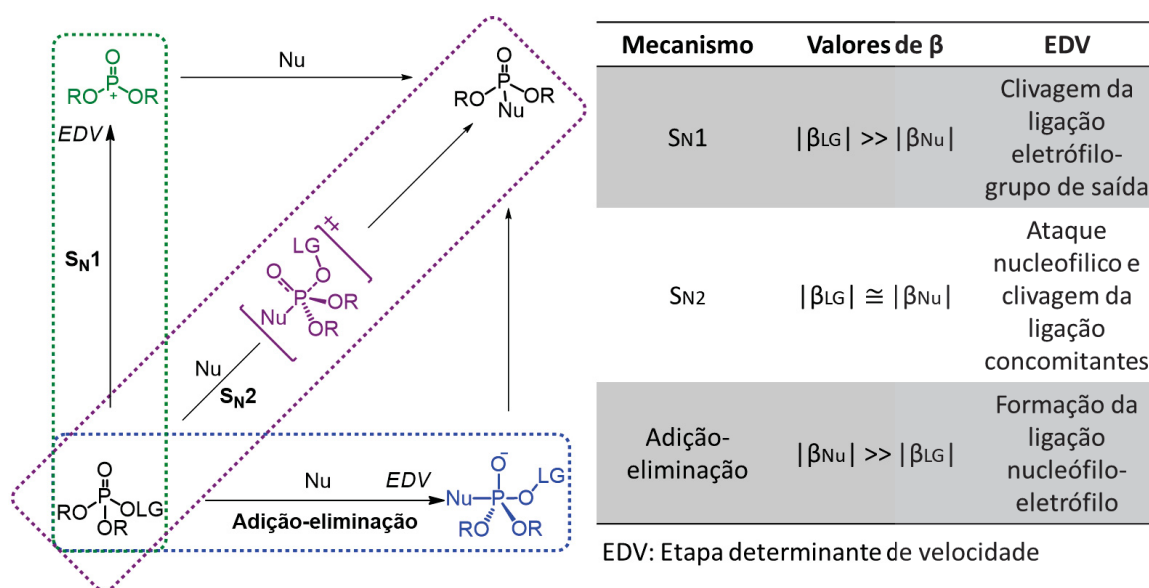 O
P
+
RO OR
Nu
O
P
RO OR
Nu
EDV
SN1
LG
‡
O
O
P
OR
Nu
OR
Nu
SN2
O
P
RO OLG
OR
Nu
EDV
Adição-eliminação
O-
LG
Nu P O
RO OR
Mecanismo Valores de β EDV
SN1 |βLG| >> |βNu| Clivagem da
ligação
eletrófilo-
grupo de saída
SN2 |βLG| ≅ |βNu| Ataque
nucleofilico e
clivagem da
ligação
concomitantes
Adição-
eliminação |βNu| >> |βLG| Formação da
ligação
nucleófilo-
eletrófilo
EDV: Etapa determinante de velocidade